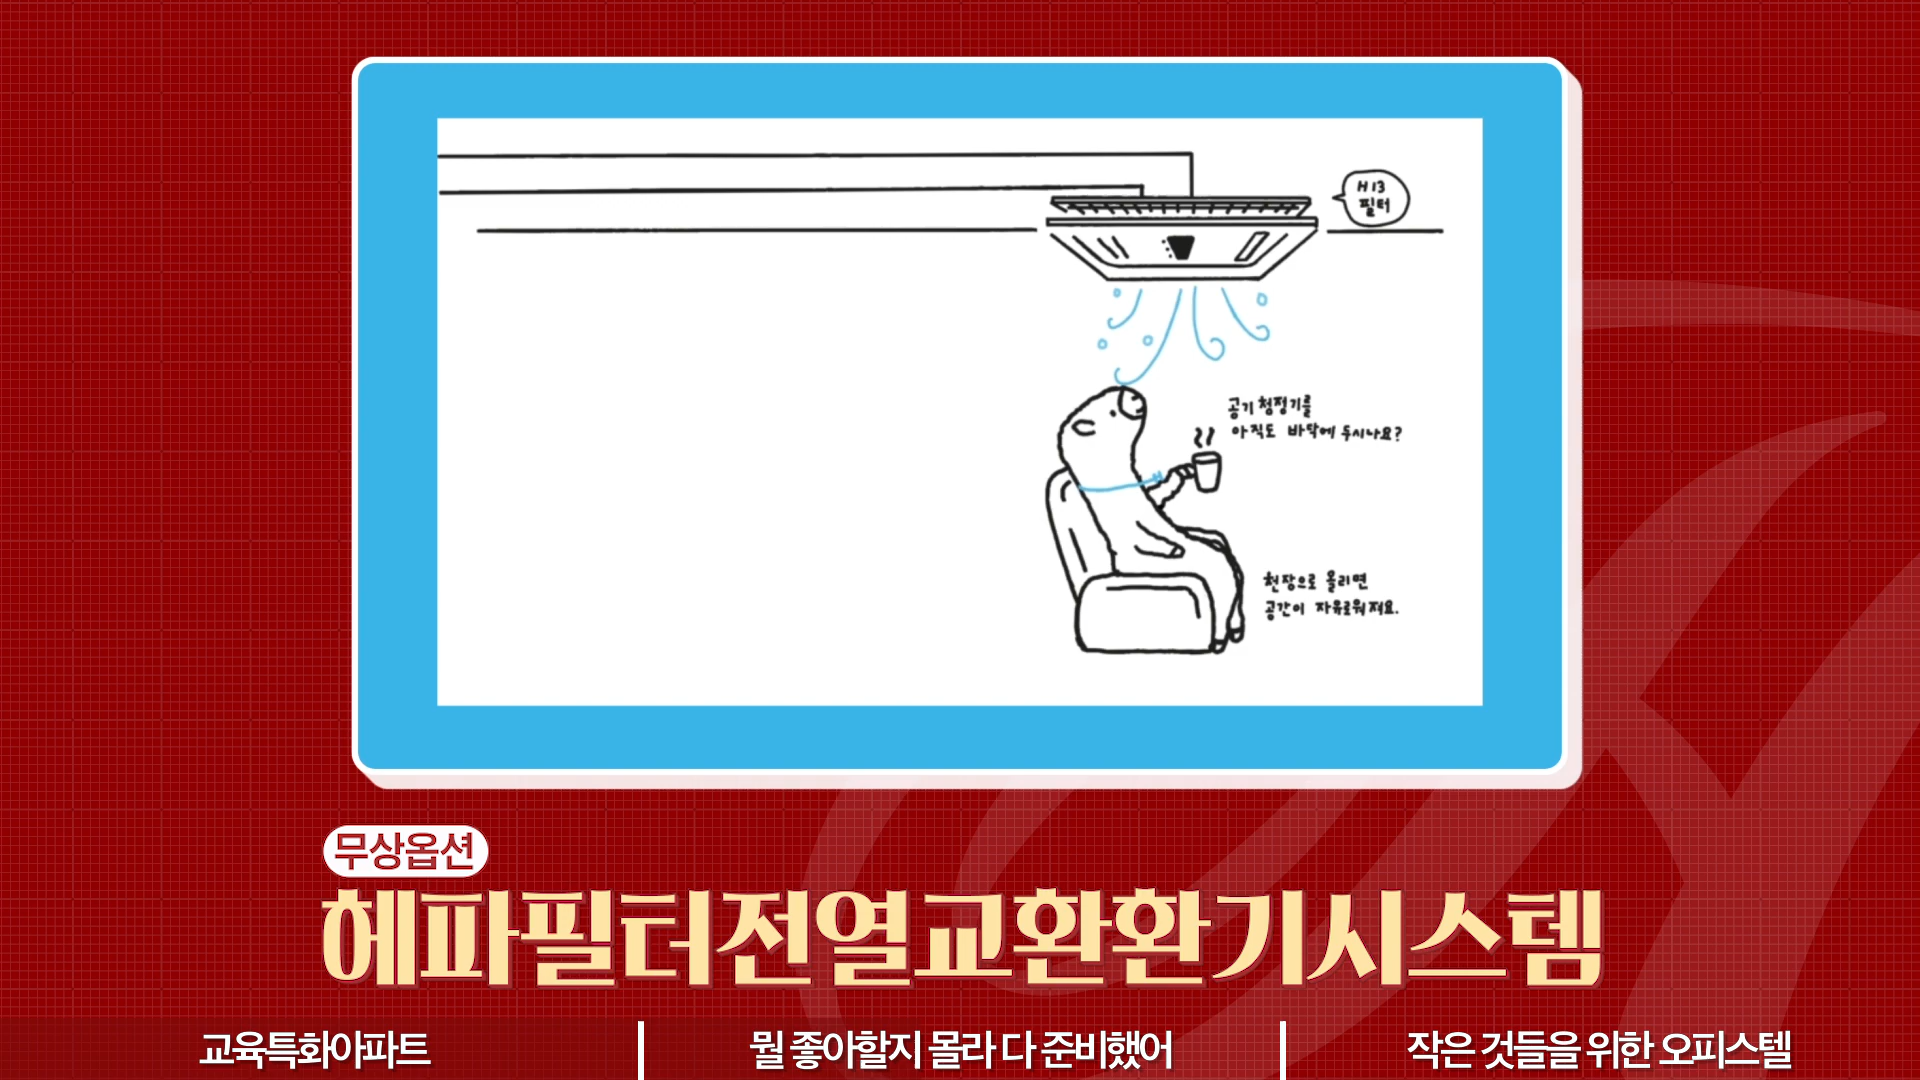 H13
필터
공기 청정기를
아직도 바닥에 두시나요?
천장으로 올리면
공간이 자유로워져요.
무상옵션
헤파필터전열교환환기시스템
교육특화아파트
뭘 좋아할지 몰라 다 준비했어
작은 것들을 위한 오피스텔